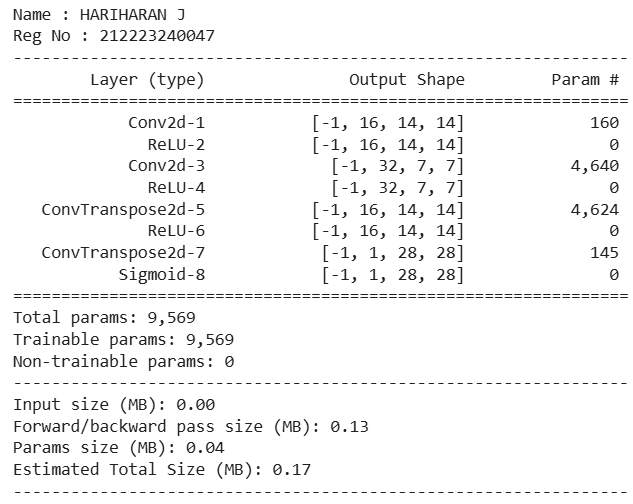 Name : HARIHARAN J
Reg No : 212223240047
----------------------------------------------------------------
Layer (type) Output Shape Param #
================================================================
Conv2d-1 [-1, 16, 14, 14] 160
ReLU-2 [-1, 16, 14, 14] 0
Conv2d-3 [-1, 32, 7, 7] 4,640
ReLU-4 [-1, 32, 7, 7] 0
ConvTranspose2d-5 [-1, 16, 14, 14] 4,624
ReLU-6 [-1, 16, 14, 14] 0
ConvTranspose2d-7 [-1, 1, 28, 28] 145
Sigmoid-8 [-1, 1, 28, 28] 0
================================================================
Total params: 9,569
Trainable params: 9,569
Non-trainable params: 0
----------------------------------------------------------------
Input size (MB): 0.00
Forward/backward pass size (MB): 0.13
Params size (MB): 0.04
Estimated Total Size (MB): 0.17
----------------------------------------------------------------